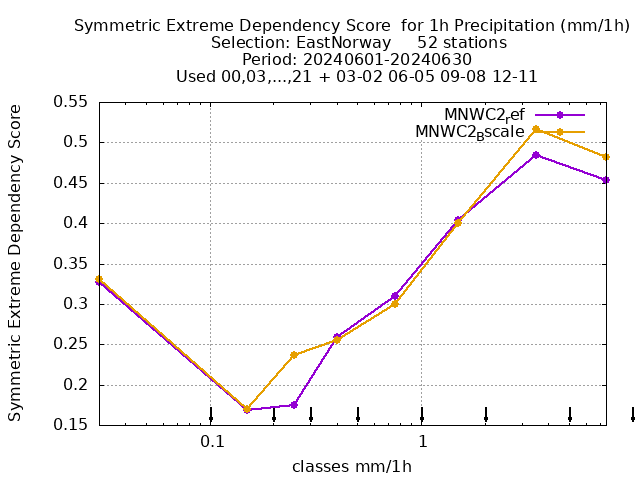 Symmetric Extreme Dependency Score  for 1h Precipitation (mm/1h)
Selection: EastNorway     52 stations
Period: 20240601-20240630
Used 00,03,...,21 + 03-02 06-05 09-08 12-11
Symmetric Extreme Dependency Score
0.55
0.5
0.45
0.4
0.35
0.3
0.25
0.2
0.15
MNWC2ref
MNWC2Bscale
0.1
1
classes mm/1h